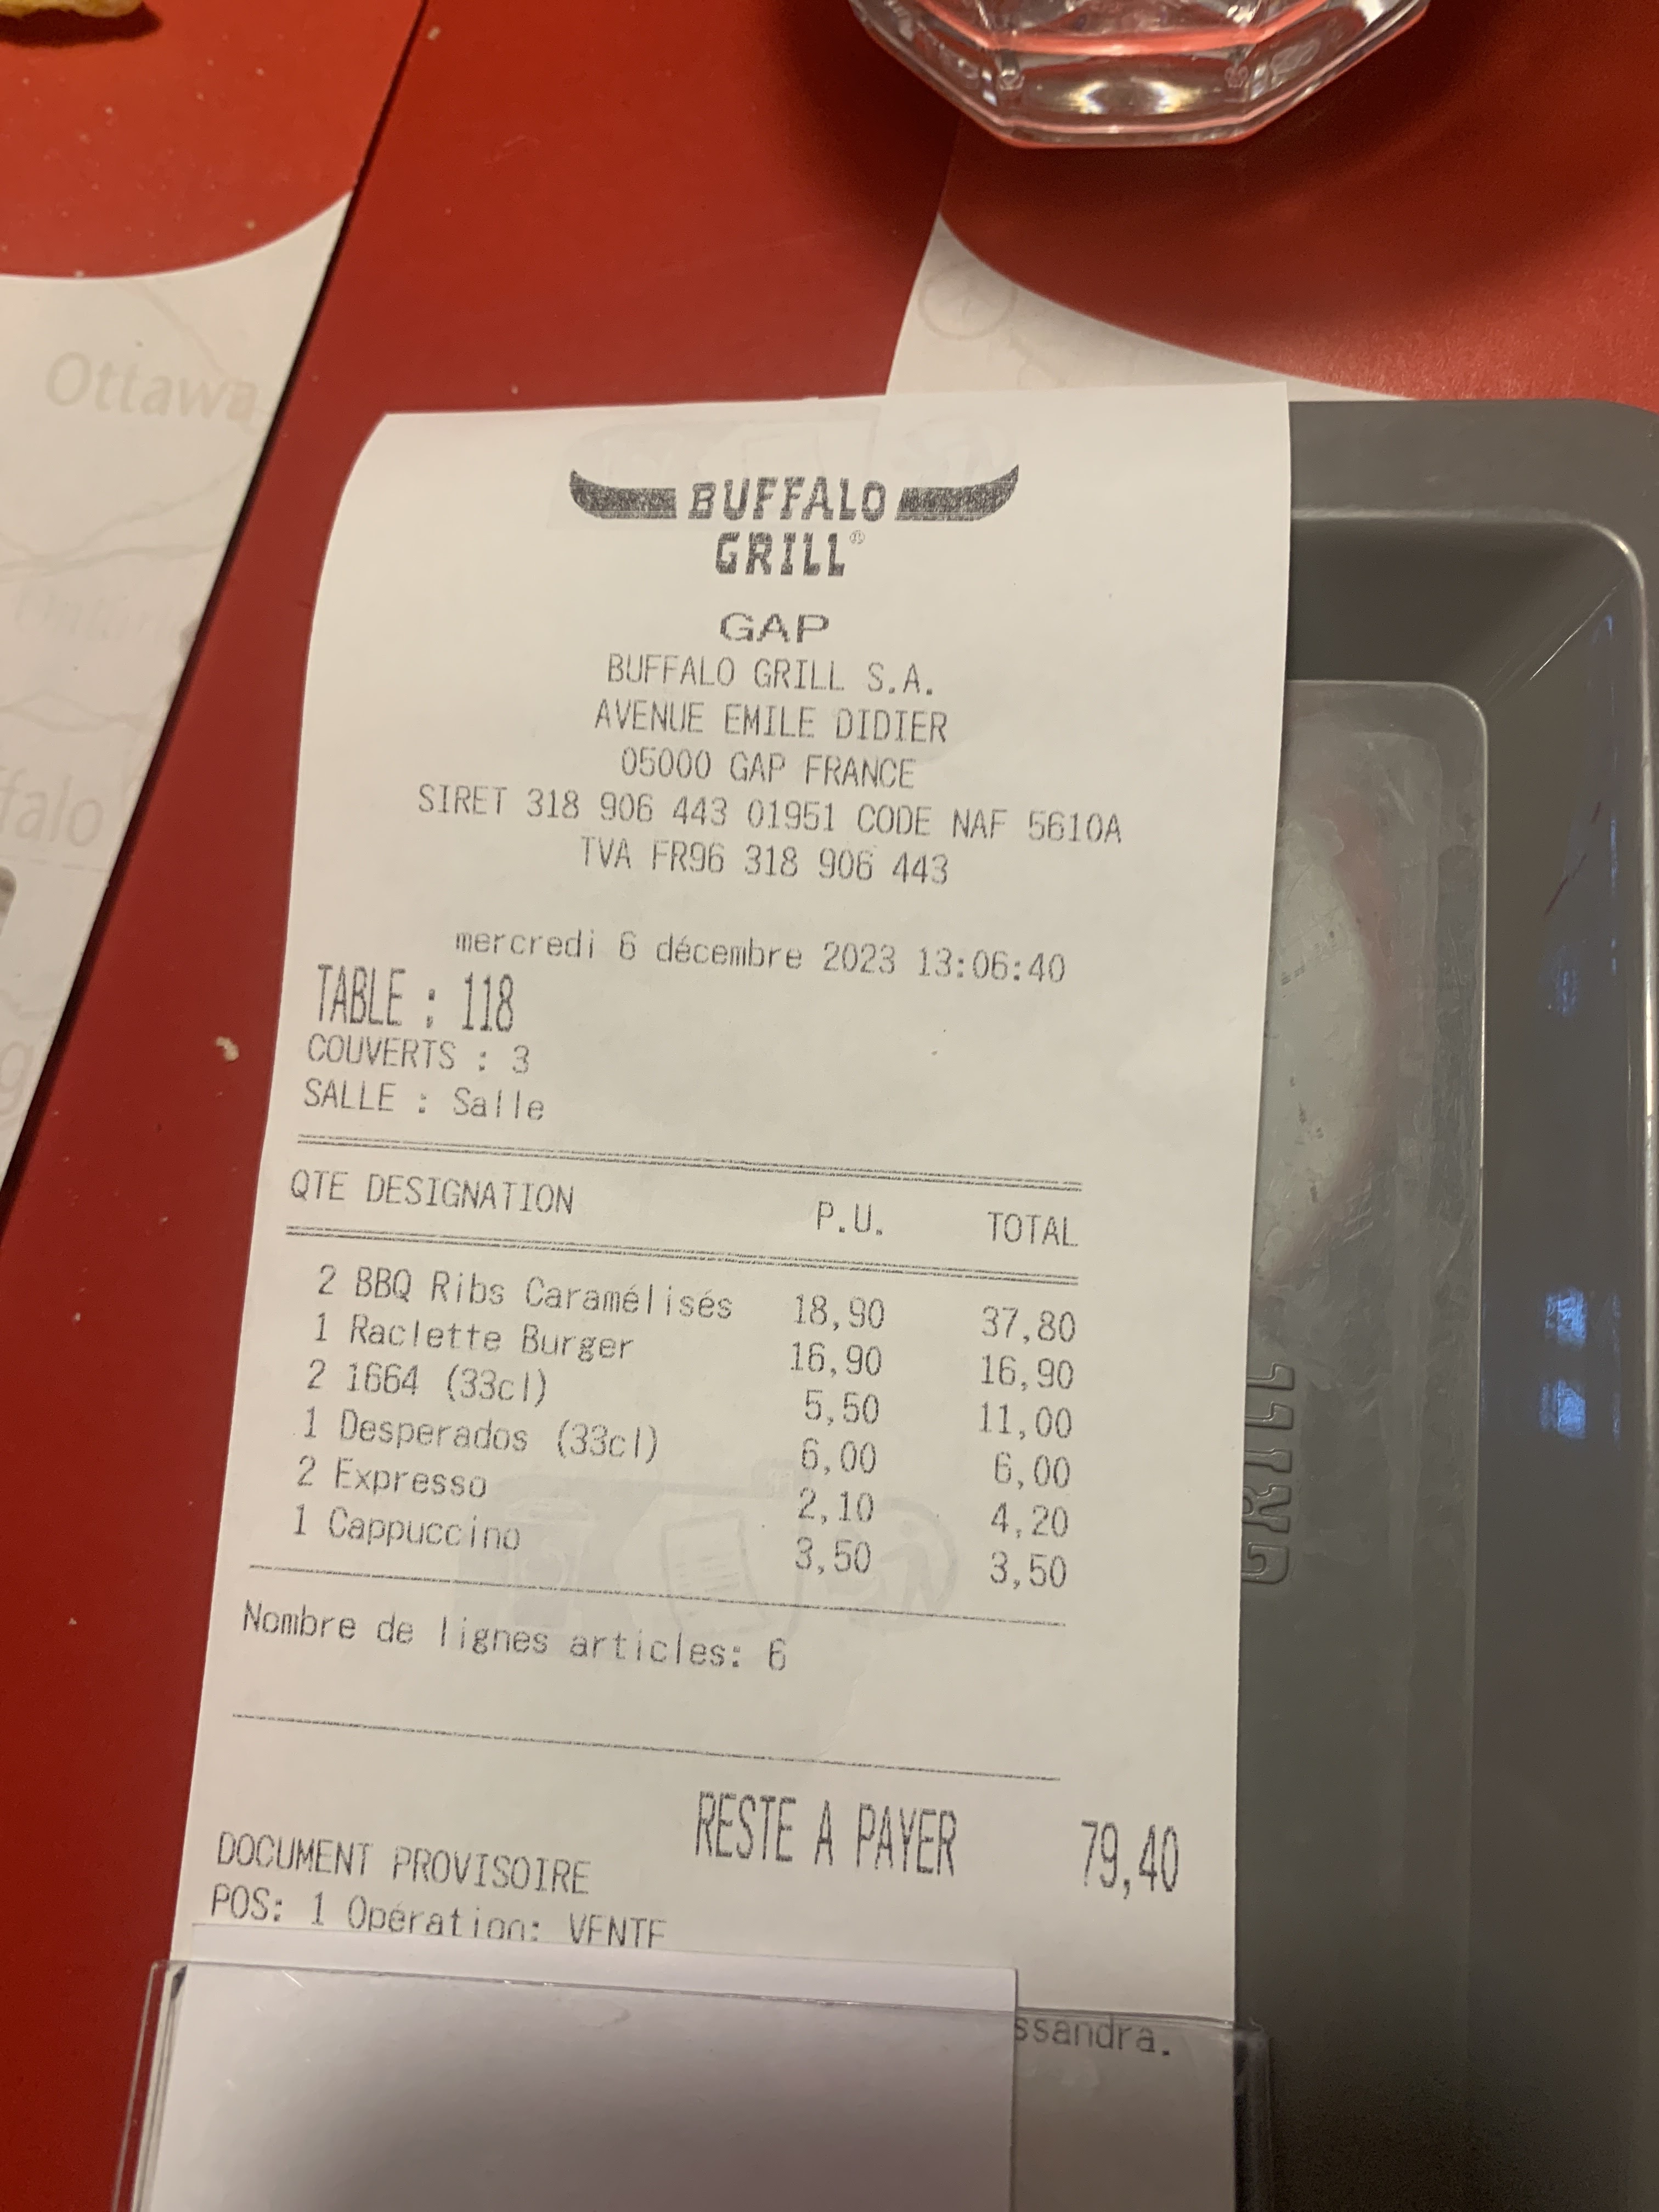 Ottawa
falo
BUFFALO
GRILL®
GAP
BUFFALO GRILL S.A.
AVENUE EMILE DIDIER
05000 GAP FRANCE
SIRET 318 906 443 01951 CODE NAF 5610A
TVA FR96 318 906 443
mercredi 6 décembre 2023 13:06:40
TABLE : 118
COUVERTS : 3
SALLE : Salle
QTE DESIGNATION P.U. TOTAL
2 BBQ Ribs Caramélisés 18,90 37,80
1 Raclette Burger 16,90 16,90
2 1664 (33cl) 5,50 11,00
1 Desperados (33cl) 6,00 6,00
2 Expresso 2,10 4,20
1 Cappuccino 3,50 3,50
Nombre de lignes articles: 6
RESTE A PAYER 79,40
DOCUMENT PROVISOIRE
POS: 1 Opération: VENTE
ssandra.
GRILL